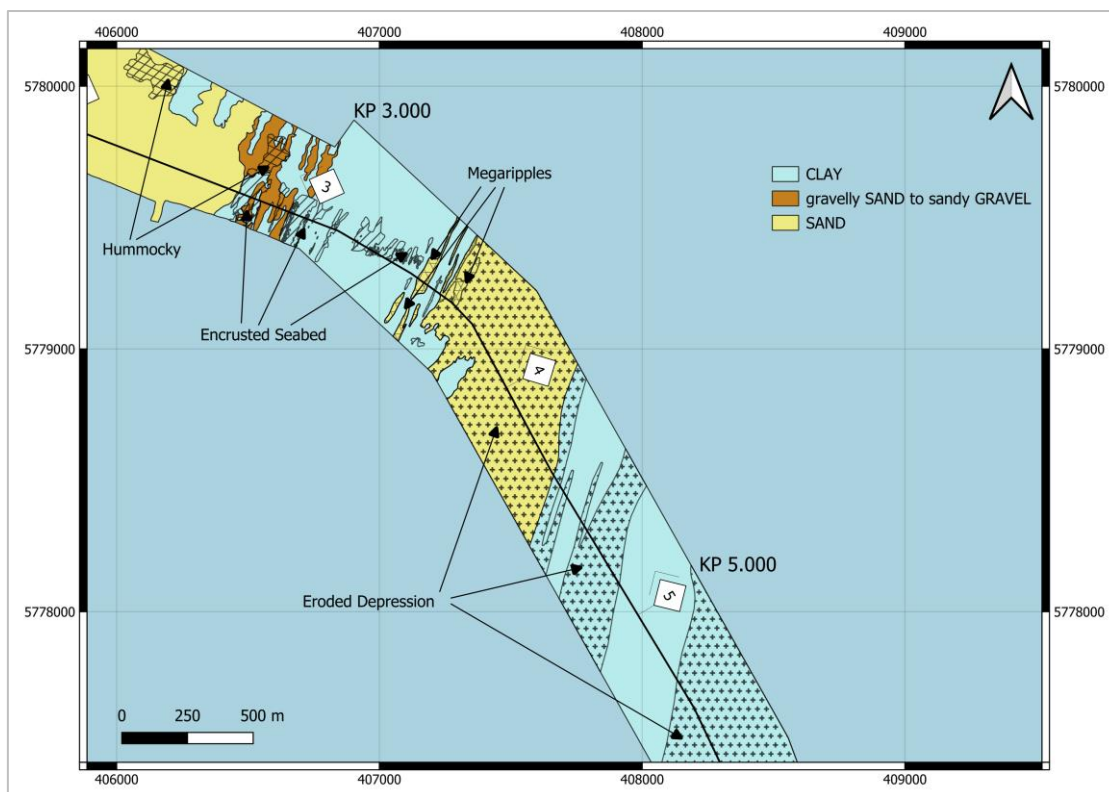 406000 407000 408000 409000
5780000 5780000
KP 3.000
Megaripples
CLAY
gravelly SAND to sandy GRAVEL
SAND
3
Hummocky
Encrusted Seabed
5779000 5779000
4
KP 5.000
5
Eroded Depression
5778000 5778000
0 250 500 m
406000 407000 408000 409000